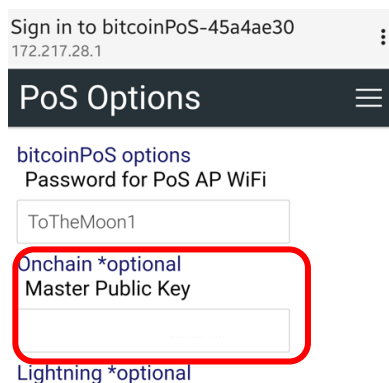 Sign in to bitcoinPoS-45a4ae30
172.217.28.1
PoS Options
bitcoinPoS options
Password for PoS AP WiFi
ToTheMoon1
Onchain *optional
Master Public Key
Lightning *optional